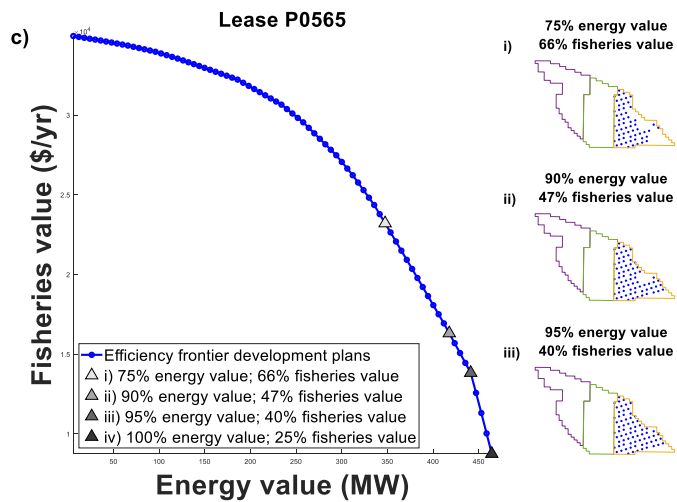 Lease P0565
c)
10^4
3
2.5
2
1.5
1
Fisheries value ($/yr)
Efficiency frontier development plans
i) 75% energy value; 66% fisheries value
ii) 90% energy value; 47% fisheries value
iii) 95% energy value; 40% fisheries value
iv) 100% energy value; 25% fisheries value
50 100 150 200 250 300 350 400 450
Energy value (MW)
75% energy value
i) 66% fisheries value
90% energy value
ii) 47% fisheries value
95% energy value
iii) 40% fisheries value